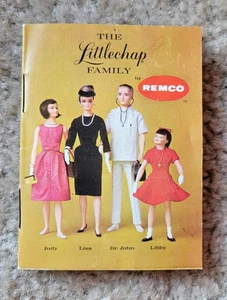 THE
Littlechap
FAMILY
by REMCO
Judy Lisa Dr. John Libby